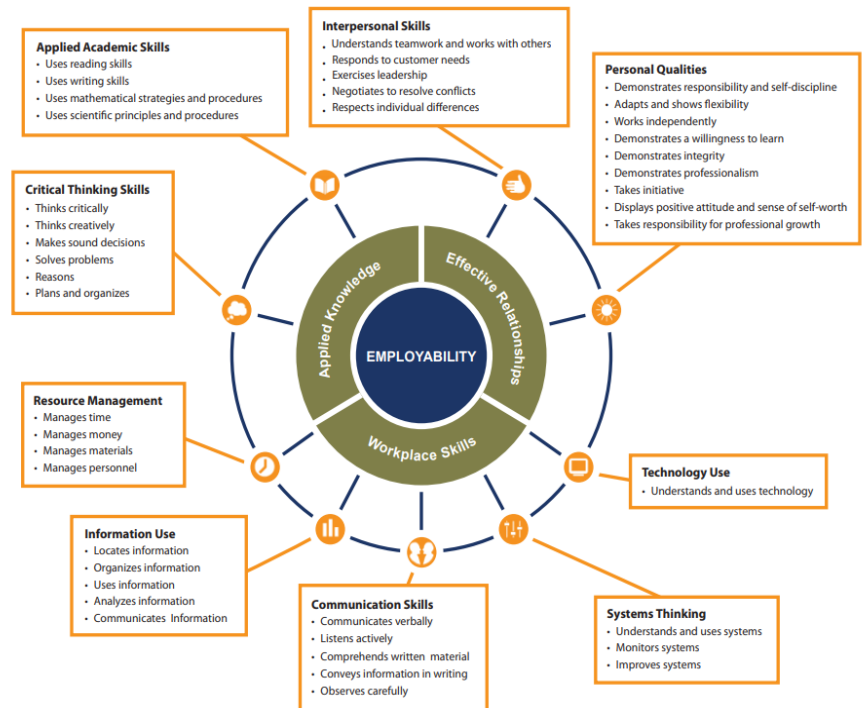 Applied Academic Skills
• Uses reading skills
• Uses writing skills
• Uses mathematical strategies and procedures
• Uses scientific principles and procedures
Interpersonal Skills
• Understands teamwork and works with others
• Responds to customer needs
• Exercises leadership
• Negotiates to resolve conflicts
• Respects individual differences
Personal Qualities
• Demonstrates responsibility and self-discipline
• Adapts and shows flexibility
• Works independently
• Demonstrates a willingness to learn
• Demonstrates integrity
• Demonstrates professionalism
• Takes initiative
• Displays positive attitude and sense of self-worth
• Takes responsibility for professional growth
Critical Thinking Skills
• Thinks critically
• Thinks creatively
• Makes sound decisions
• Solves problems
• Reasons
• Plans and organizes
Applied Knowledge
Effective Relationships
EMPLOYABILITY
Workplace Skills
Resource Management
• Manages time
• Manages money
• Manages materials
• Manages personnel
Technology Use
• Understands and uses technology
Information Use
• Locates information
• Organizes information
• Uses information
• Analyzes information
• Communicates Information
Communication Skills
• Communicates verbally
• Listens actively
• Comprehends written material
• Conveys information in writing
• Observes carefully
Systems Thinking
• Understands and uses systems
• Monitors systems
• Improves systems